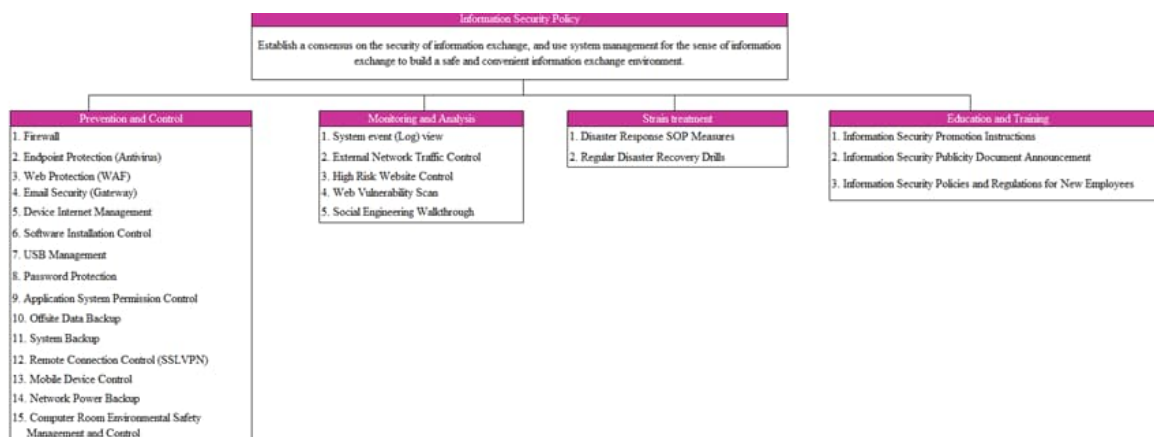 Information Security Policy
Establish a consensus on the security of information exchange, and use system management for the sense of information
exchange to build a safe and convenient information exchange environment.
Prevention and Control
1. Firewall
2. Endpoint Protection (Antivirus)
3. Web Protection (WAF)
4. Email Security (Gateway)
5. Device Internet Management
6. Software Installation Control
7. USB Management
8. Password Protection
9. Application System Permission Control
10. Offsite Data Backup
11. System Backup
12. Remote Connection Control (SSLVPN)
13. Mobile Device Control
14. Network Power Backup
15. Computer Room Environmental Safety
Management and Control
Monitoring and Analysis
1. System event (Log) view
2. External Network Traffic Control
3. High Risk Website Control
4. Web Vulnerability Scan
5. Social Engineering Walkthrough
Strain treatment
1. Disaster Response SOP Measures
2. Regular Disaster Recovery Drills
Education and Training
1. Information Security Promotion Instructions
2. Information Security Publicity Document Announcement
3. Information Security Policies and Regulations for New Employees